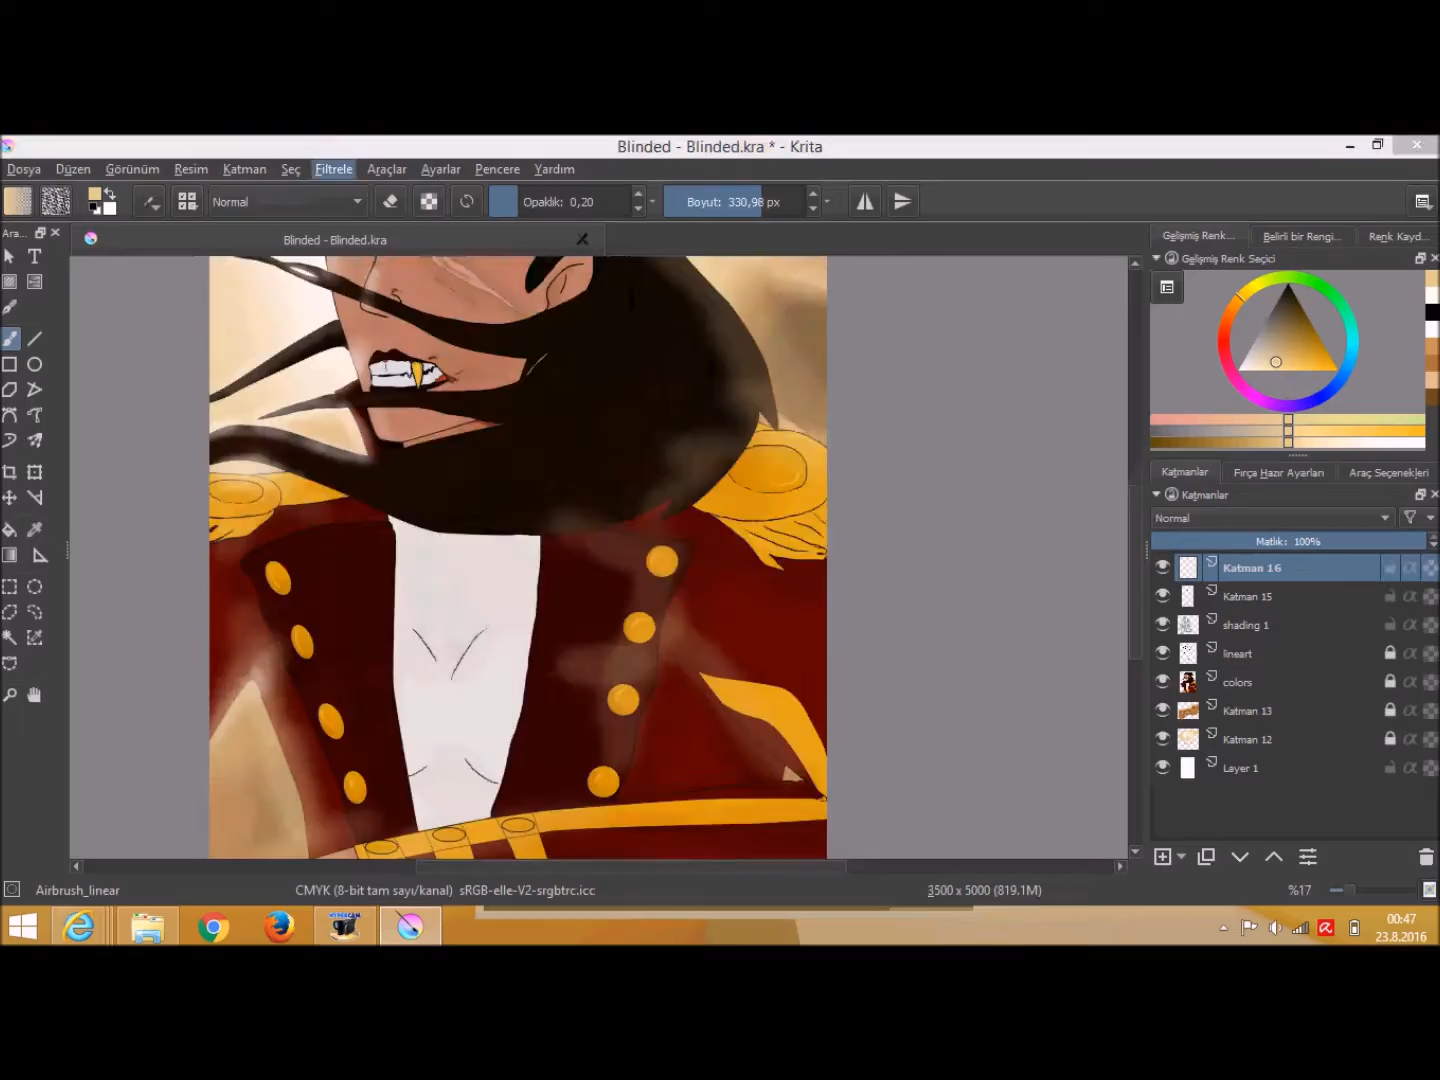 Blinded - Blinded.kra * - Krita
Dosya Düzen Görünüm Resim Katman Seç Filtrele Araçlar Ayarlar Pencere Yardım
Normal Opaklık: 0,20 Boyut: 330,98 px
Ara...
Blinded - Blinded.kra
Gelişmiş Renk... Belirli bir Rengi... Renk Kayd...
Gelişmiş Renk Seçici
Katmanlar Fırça Hazır Ayarları Araç Seçenekleri
Katmanlar
Normal
Matlık: 100%
Katman 16
Katman 15
shading 1
lineart
colors
Katman 13
Katman 12
Layer 1
Airbrush_linear CMYK (8-bit tam sayı/kanal) sRGB-elle-V2-srgbtrc.icc 3500 x 5000 (819.1M) %17
HYPERCAM
00:47
23.8.2016